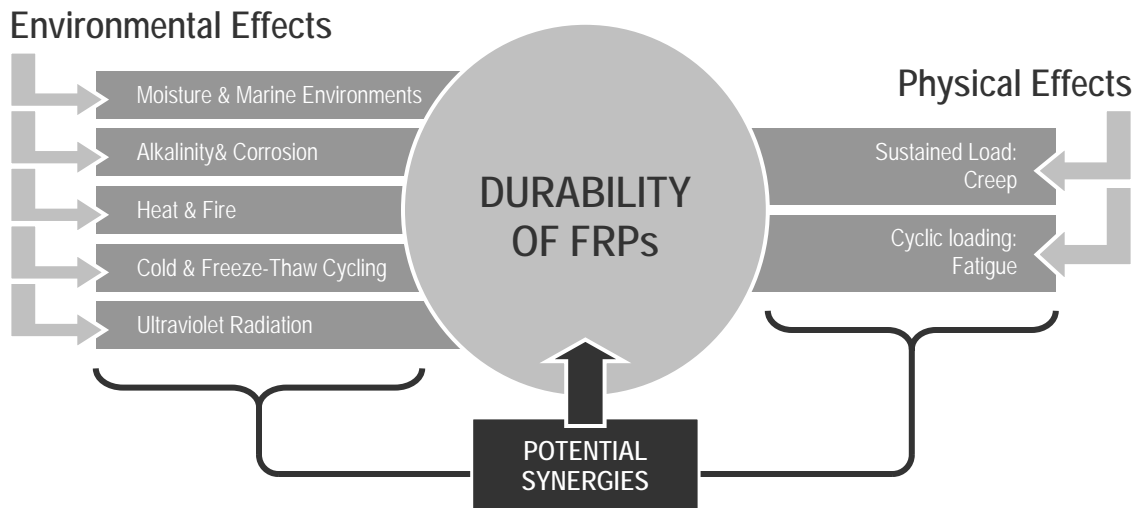 Environmental Effects
Moisture & Marine Environments
Alkalinity& Corrosion
Heat & Fire
Cold & Freeze-Thaw Cycling
Ultraviolet Radiation
DURABILITY
OF FRPs
Physical Effects
Sustained Load:
Creep
Cyclic loading:
Fatigue
POTENTIAL
SYNERGIES